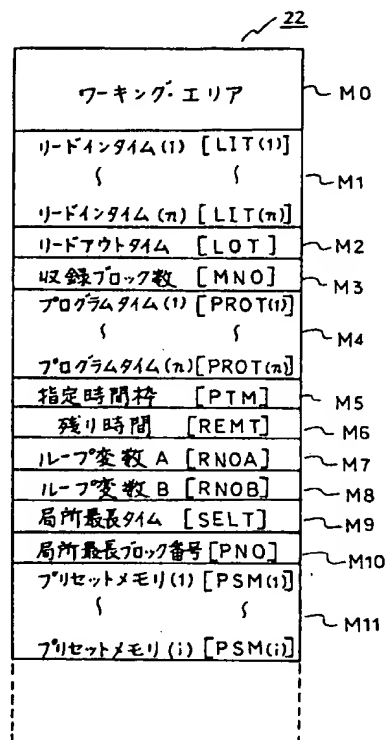 22
ワーキング・エリア M0
リードインタイム(1) [LIT(1)]
∫ ∫ M1
リードインタイム(n) [LIT(n)]
リードアウトタイム [LOT] M2
収録ブロック数 [MNO] M3
プログラムタイム(1) [PROT(1)]
∫ ∫ M4
プログラムタイム(n) [PROT(n)]
指定時間枠 [PTM] M5
残り時間 [REMT] M6
ループ変数 A [RNOA] M7
ループ変数 B [RNOB] M8
局所最長タイム [SELT] M9
局所最長ブロック番号 [PNO] M10
プリセットメモリ(1) [PSM(1)]
∫ ∫ M11
プリセットメモリ(i) [PSM(i)]